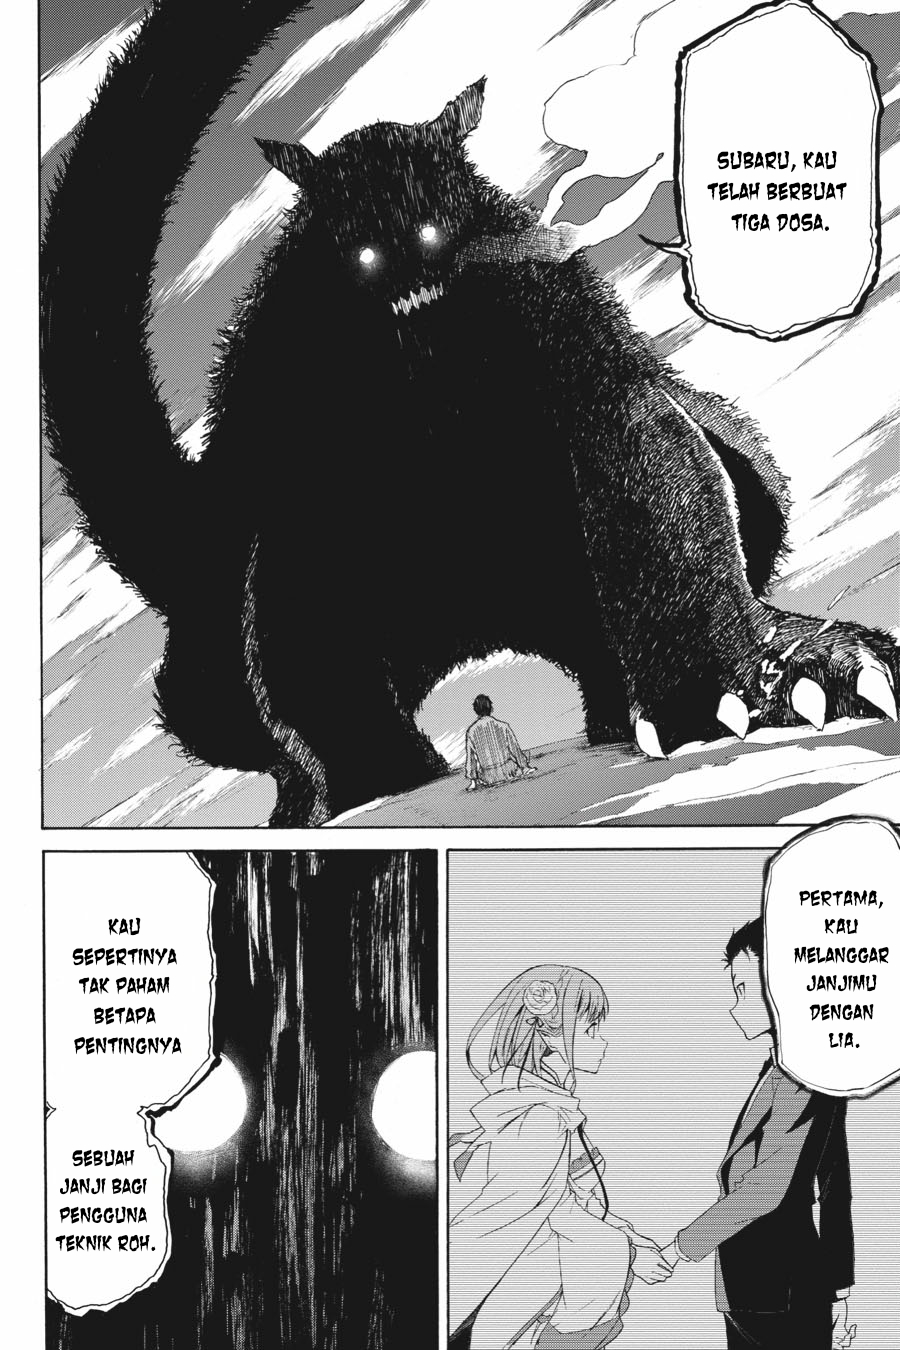 SUBARU, KAU
TELAH BERBUAT
TIGA DOSA.
PERTAMA,
KAU
MELANGGAR
JANJIMU
DENGAN
LIA.
KAU
SEPERTINYA
TAK PAHAM
BETAPA
PENTINGNYA
SEBUAH
JANJI BAGI
PENGGUNA
TEKNIK ROH.